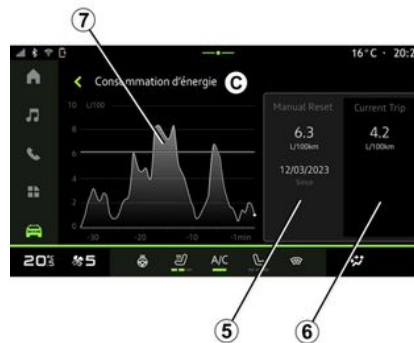 7
16°C · 20:2
Consommation d'énergie C
10 L/100
8
6
4
2
0
-30 -20 -10 -1min
Manual Reset
6.3
L/100km
12/03/2023
Since
Current Trip
4.2
L/100km
20°5 5 A/C
5 6